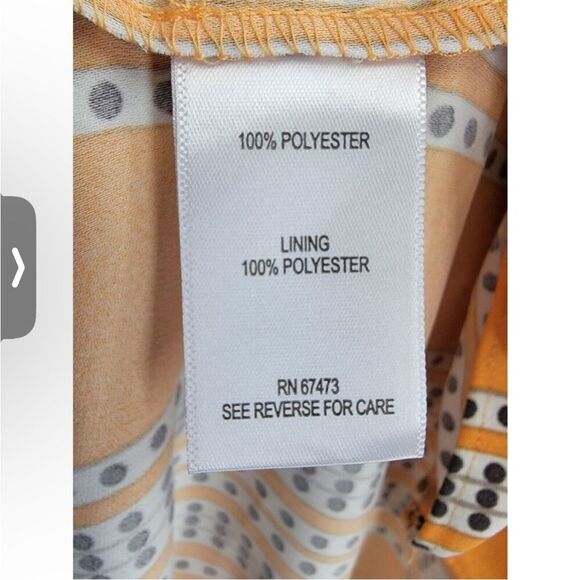 100% POLYESTER
LINING
100% POLYESTER
RN 67473
SEE REVERSE FOR CARE